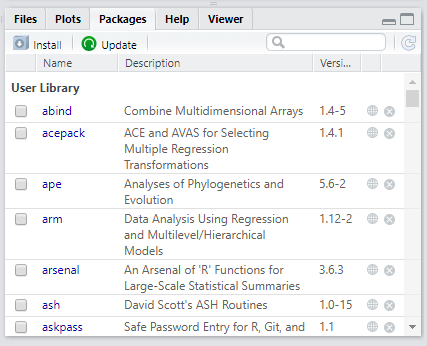 Files Plots Packages Help Viewer
Install Update
Name Description Versi...
User Library
abind Combine Multidimensional Arrays 1.4-5
acepack ACE and AVAS for Selecting 1.4.1
Multiple Regression
Transformations
ape Analyses of Phylogenetics and 5.6-2
Evolution
arm Data Analysis Using Regression 1.12-2
and Multilevel/Hierarchical
Models
arsenal An Arsenal of 'R' Functions for 3.6.3
Large-Scale Statistical Summaries
ash David Scott's ASH Routines 1.0-15
askpass Safe Password Entry for R, Git, and 1.1